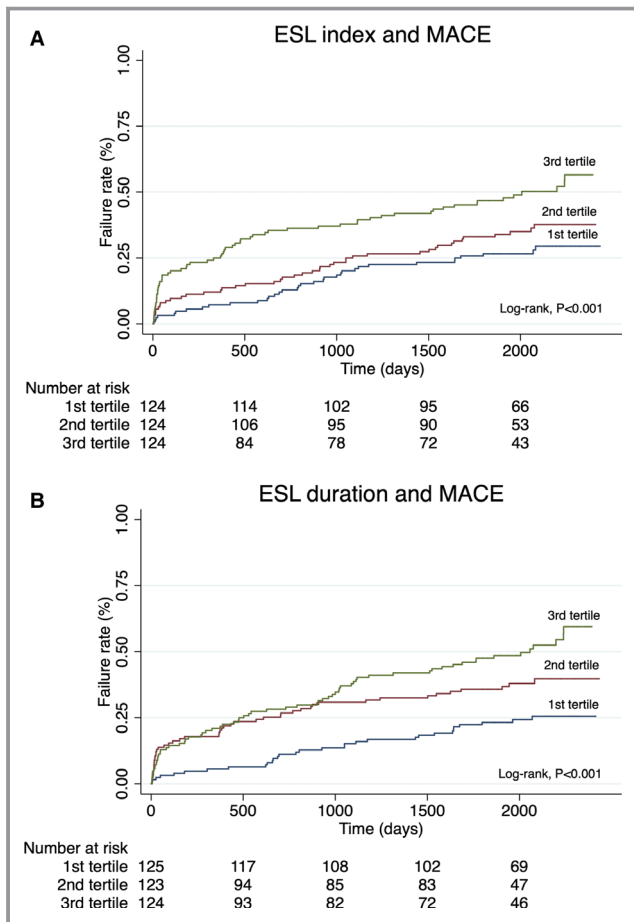 A
ESL index and MACE
Failure rate (%)
1.00
0.75
0.50
0.25
0.00
3rd tertile
2nd tertile
1st tertile
Log-rank, P<0.001
0 500 1000 1500 2000
Time (days)
Number at risk
1st tertile 124 114 102 95 66
2nd tertile 124 106 95 90 53
3rd tertile 124 84 78 72 43
B
ESL duration and MACE
Failure rate (%)
1.00
0.75
0.50
0.25
0.00
3rd tertile
2nd tertile
1st tertile
Log-rank, P<0.001
0 500 1000 1500 2000
Time (days)
Number at risk
1st tertile 125 117 108 102 69
2nd tertile 123 94 85 83 47
3rd tertile 124 93 82 72 46